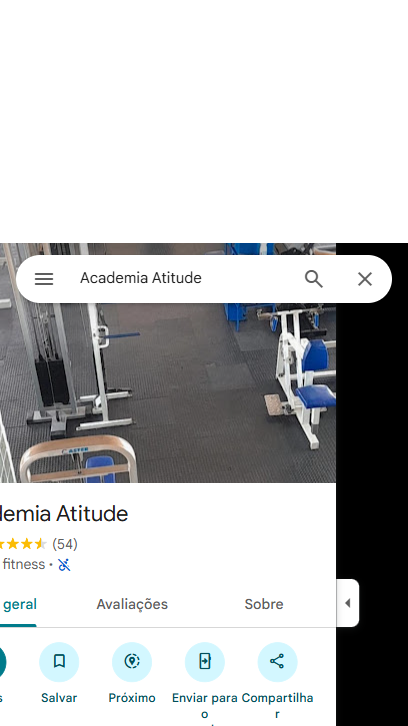 Academia Atitude
demia Atitude
(54)
fitness •
geral
Avaliações
Sobre
s
Salvar
Próximo
Enviar para o
Compartilhar